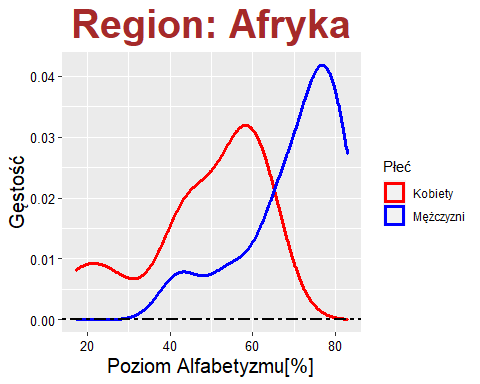 Region: Afryka
0.04
0.03
0.02
0.01
0.00
Gęstość
20 40 60 80
Poziom Alfabetyzmu[%]
Płeć
Kobiety
Mężczyzni